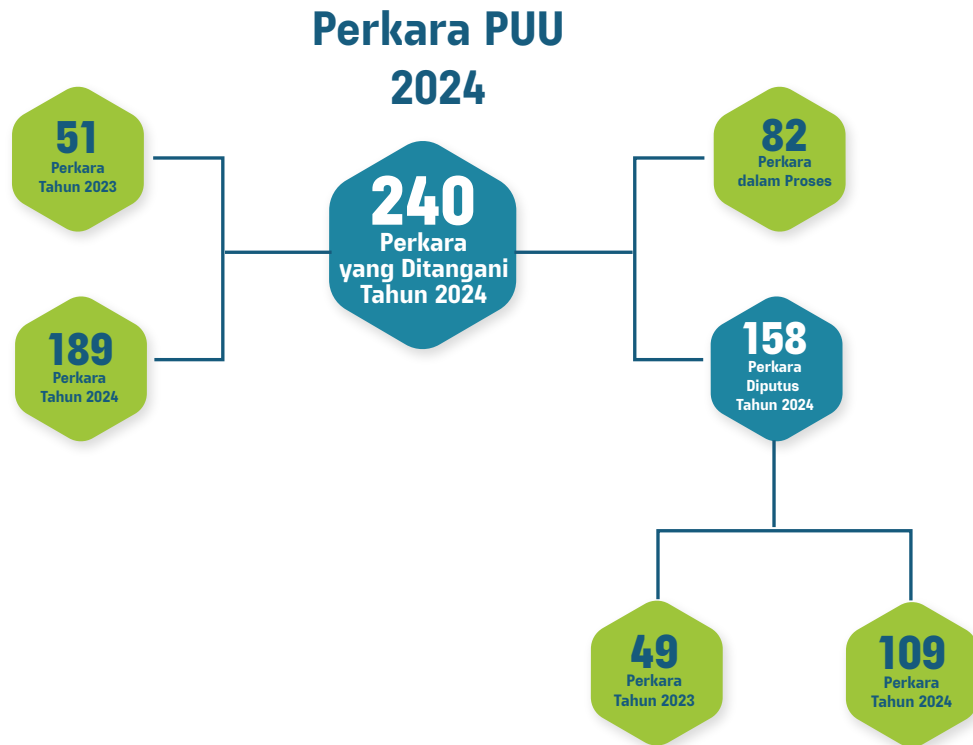 Perkara PUU
2024
51
Perkara
Tahun 2023
189
Perkara
Tahun 2024
240
Perkara
yang Ditangani
Tahun 2024
82
Perkara
dalam Proses
158
Perkara
Diputus
Tahun 2024
49
Perkara
Tahun 2023
109
Perkara
Tahun 2024